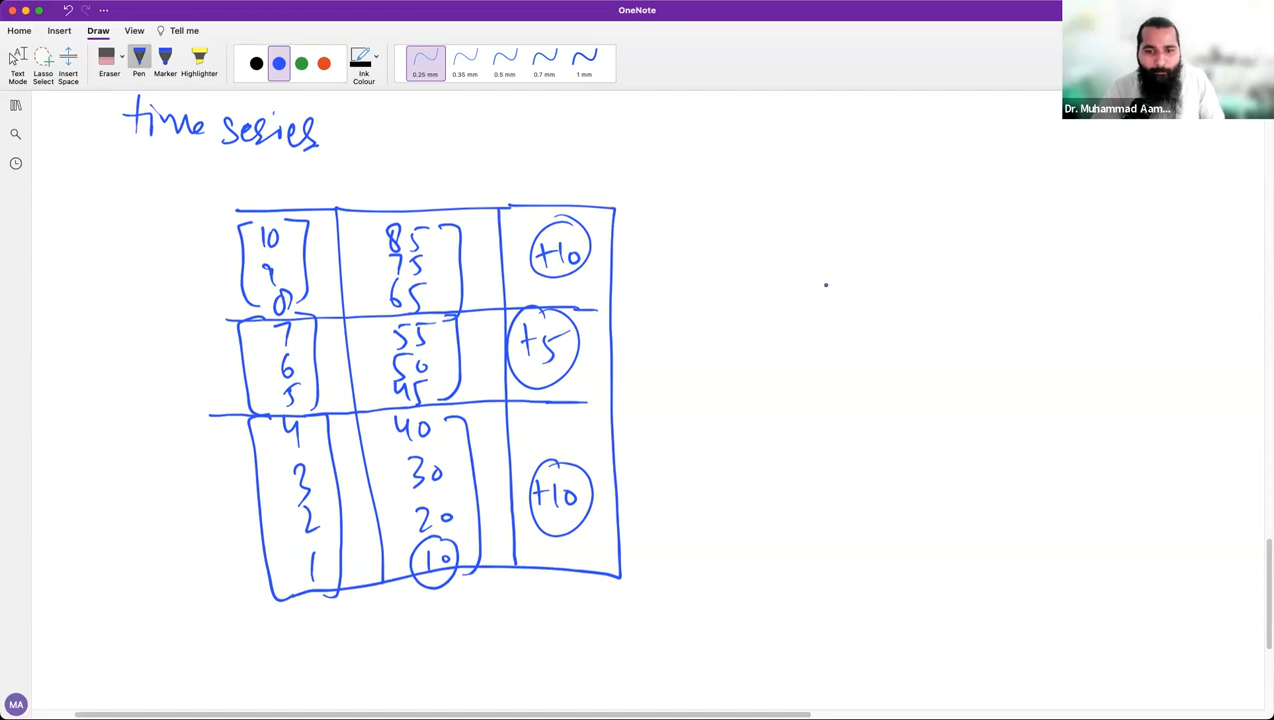 OneNote
Home Insert Draw View Tell me
Text Mode Lasso Select Insert Space Eraser Pen Marker Highlighter Ink Colour 0.25 mm 0.35 mm 0.5 mm 0.7 mm 1 mm
Dr. Muhammad Aam...
time series
10 85 +10
9 75
8 65
7 55 +5
6 50
5 45
4 40
3 30 +10
2 20
1 10
MA